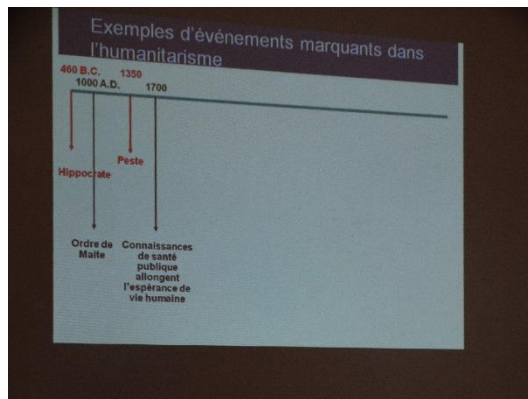 Exemples d'événements marquants dans
l'humanitarisme
460 B.C.
1350
1000 A.D.
1700
Hippocrate
Peste
Ordre de
Malte
Connaissances
de santé
publique
allongent
l'espérance de
vie humaine